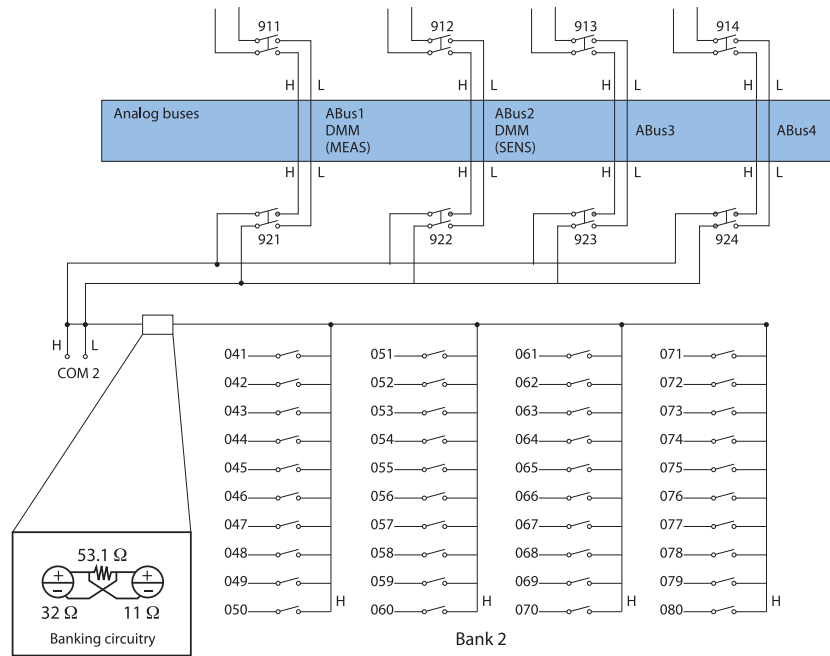 911 912 913 914
H L H L H L H L
Analog buses ABus1 ABus2 ABus3 ABus4
DMM DMM
(MEAS) (SENS)
H L H L H L H L
921 922 923 924
H L
COM 2
041 051 061 071
042 052 062 072
043 053 063 073
044 054 064 074
045 055 065 075
046 056 066 076
047 057 067 077
048 058 068 078
049 059 069 079
H H H H
050 060 070 080
Bank 2
53.1 Ω
+ +
− −
32 Ω 11 Ω
Banking circuitry